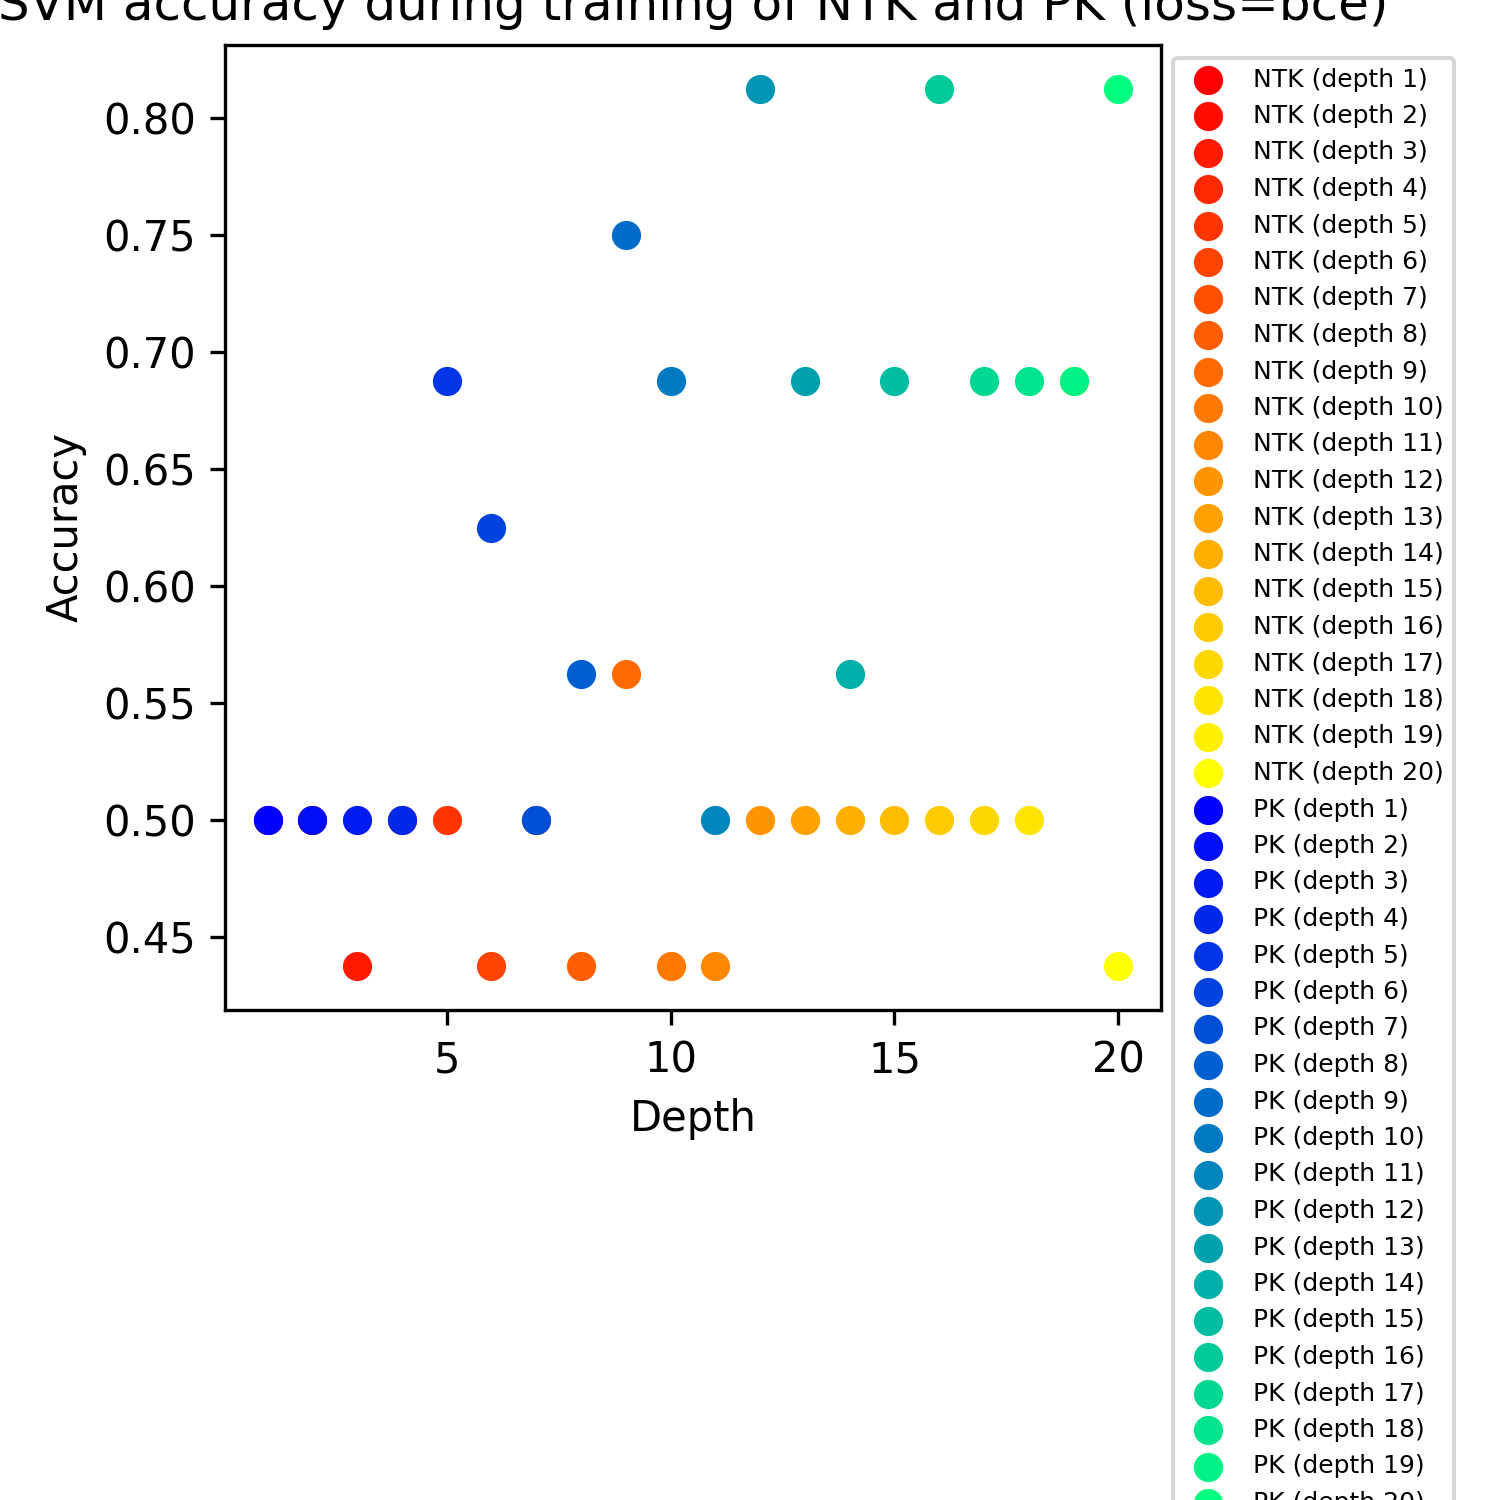 SVM accuracy during training of NTK and PK (loss=bce)
0.80
0.75
0.70
0.65
0.60
0.55
0.50
0.45
Accuracy
5 10 15 20
Depth
NTK (depth 1)
NTK (depth 2)
NTK (depth 3)
NTK (depth 4)
NTK (depth 5)
NTK (depth 6)
NTK (depth 7)
NTK (depth 8)
NTK (depth 9)
NTK (depth 10)
NTK (depth 11)
NTK (depth 12)
NTK (depth 13)
NTK (depth 14)
NTK (depth 15)
NTK (depth 16)
NTK (depth 17)
NTK (depth 18)
NTK (depth 19)
NTK (depth 20)
PK (depth 1)
PK (depth 2)
PK (depth 3)
PK (depth 4)
PK (depth 5)
PK (depth 6)
PK (depth 7)
PK (depth 8)
PK (depth 9)
PK (depth 10)
PK (depth 11)
PK (depth 12)
PK (depth 13)
PK (depth 14)
PK (depth 15)
PK (depth 16)
PK (depth 17)
PK (depth 18)
PK (depth 19)
PK (depth 20)